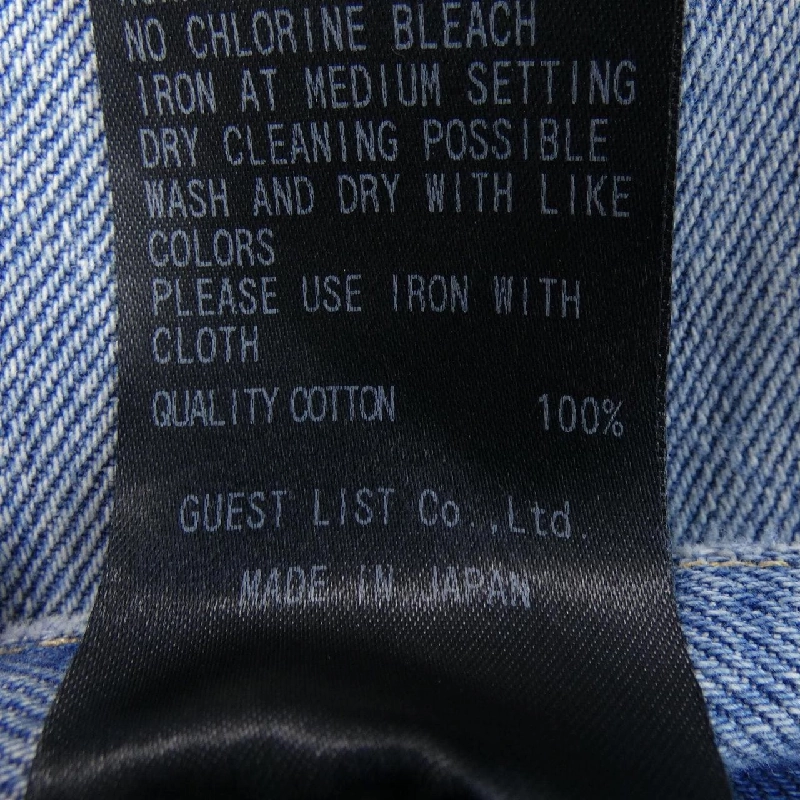 NO CHLORINE BLEACH
IRON AT MEDIUM SETTING
DRY CLEANING POSSIBLE
WASH AND DRY WITH LIKE
COLORS
PLEASE USE IRON WITH
CLOTH
QUALITY COTTON 100%
GUEST LIST Co.,Ltd.
MADE IN JAPAN